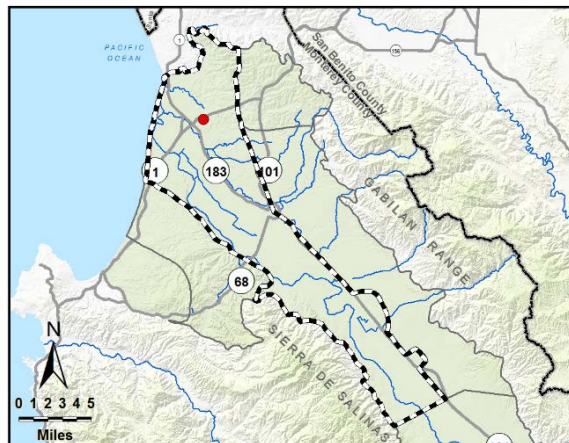 PACIFIC
OCEAN
1
156
San Benito County
Monterey County
1
183
101
GABILAN RANGE
68
SIERRA DE SALINAS
N
0 1 2 3 4 5
Miles